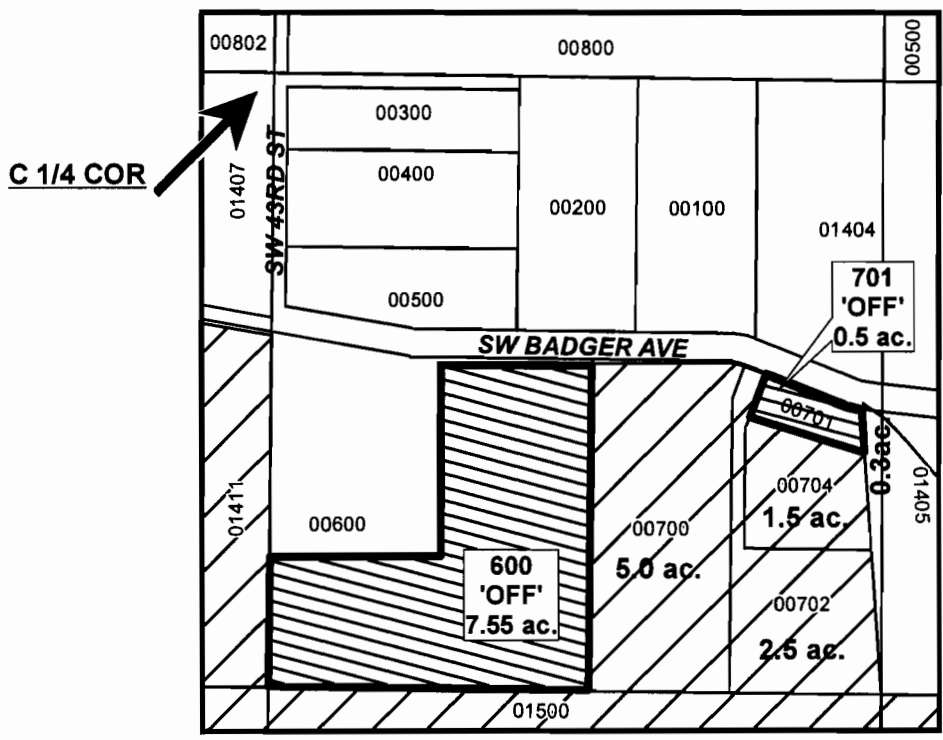 00802
00800
00500
C 1/4 COR
01407
SW 43RD ST
00300
00400
00500
00200
00100
01404
701
'OFF'
0.5 ac.
SW BADGER AVE
00701
0.3ac.
01405
01411
00600
600
'OFF'
7.55 ac.
00700
5.0 ac.
00704
1.5 ac.
00702
2.5 ac.
01500